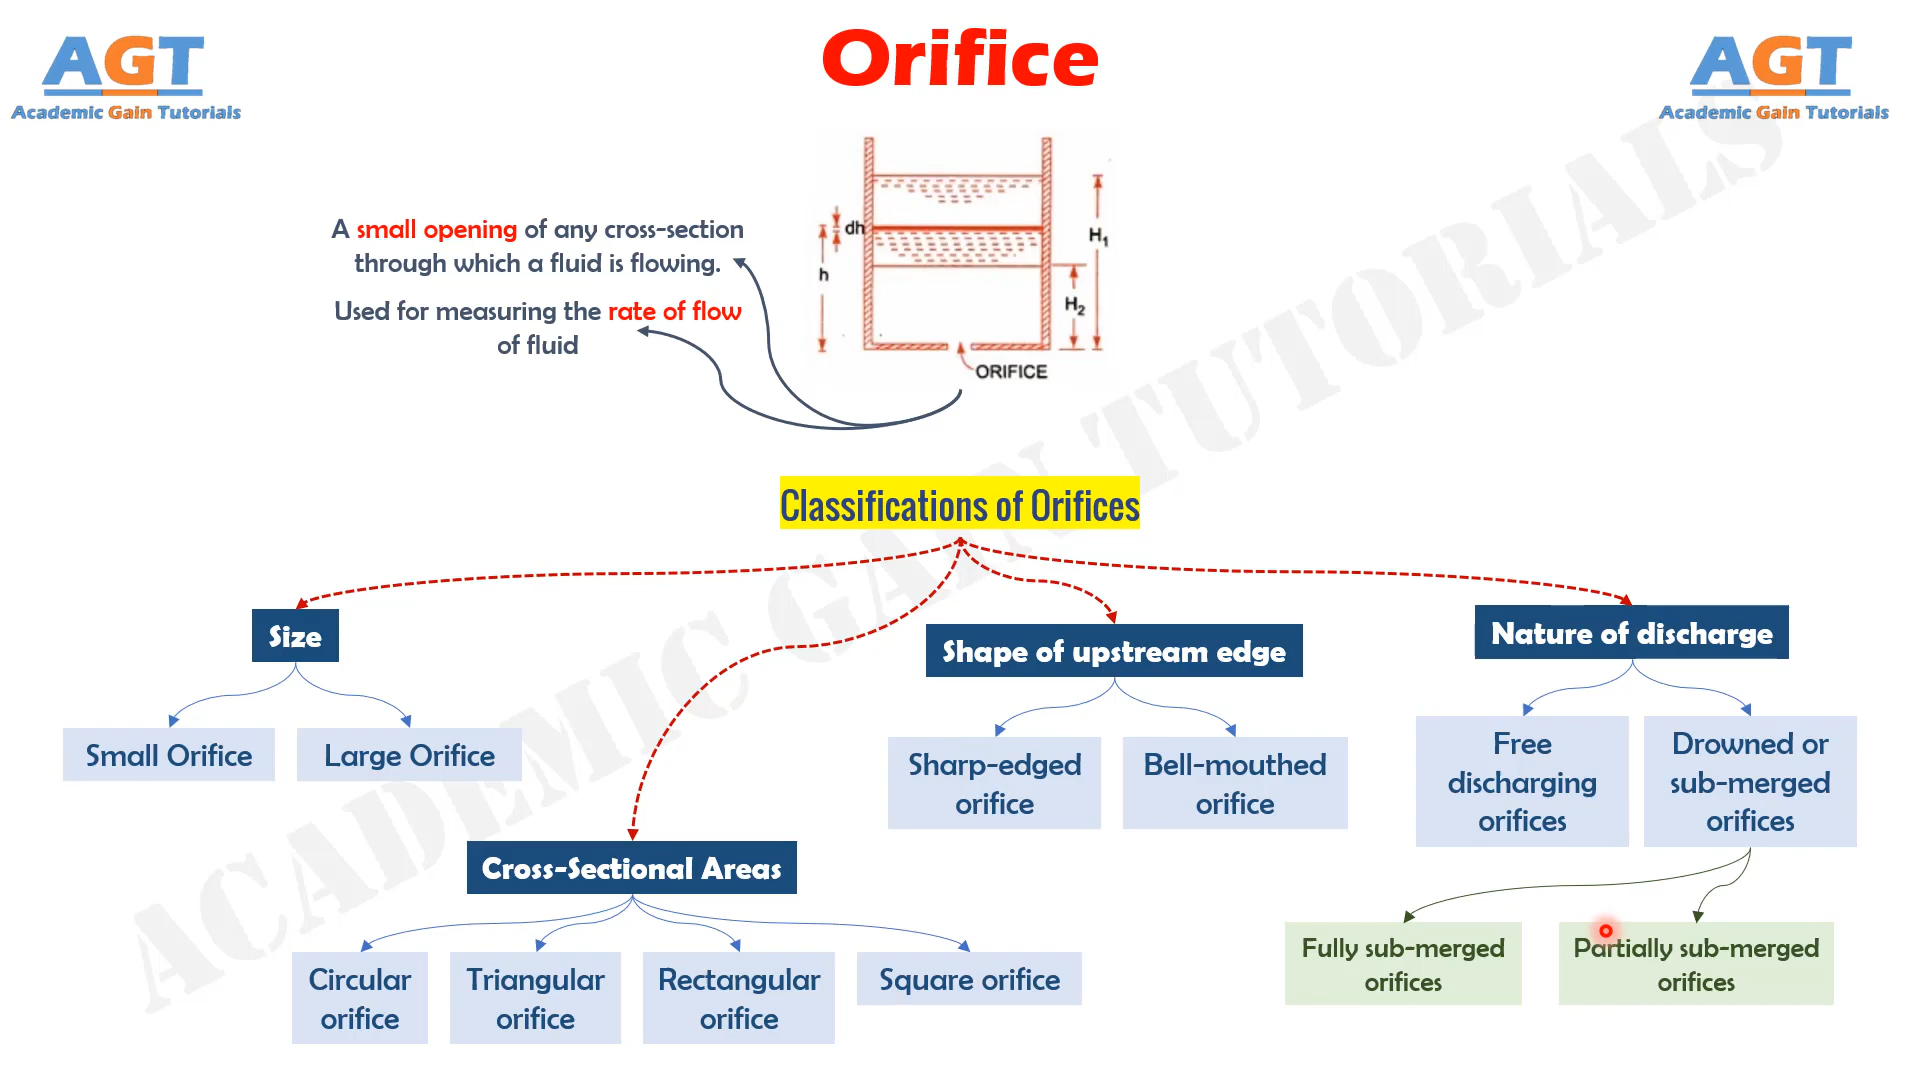 Orifice
AGT
Academic Gain Tutorials
AGT
Academic Gain Tutorials
A small opening of any cross-section
through which a fluid is flowing.
Used for measuring the rate of flow
of fluid
dh
h
H₁
H₂
ORIFICE
ACADEMIC GAIN TUTORIALS
Classifications of Orifices
Size
Small Orifice
Large Orifice
Cross-Sectional Areas
Circular
orifice
Triangular
orifice
Rectangular
orifice
Square orifice
Shape of upstream edge
Sharp-edged
orifice
Bell-mouthed
orifice
Nature of discharge
Free
discharging
orifices
Drowned or
sub-merged
orifices
Fully sub-merged
orifices
Partially sub-merged
orifices